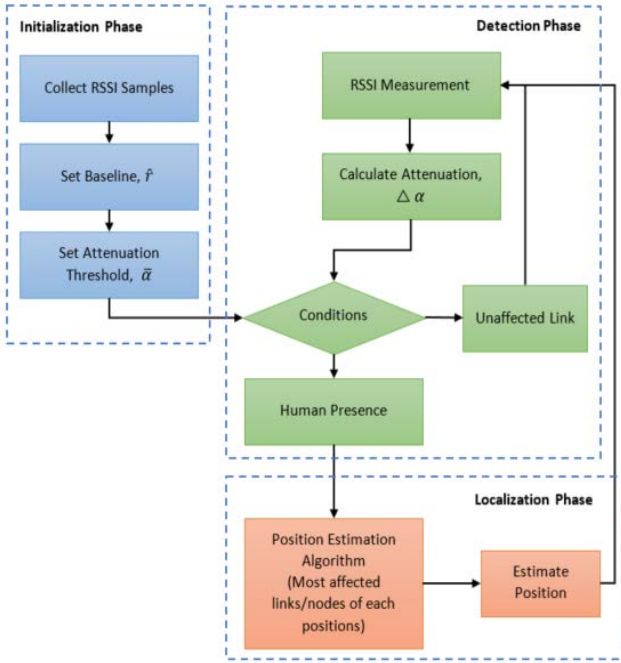 Initialization Phase
Collect RSSI Samples
Set Baseline, r̂
Set Attenuation
Threshold, ᾱ
Detection Phase
RSSI Measurement
Calculate Attenuation,
△ α
Conditions
Unaffected Link
Human Presence
Localization Phase
Position Estimation
Algorithm
(Most affected
links/nodes of each
positions)
Estimate
Position